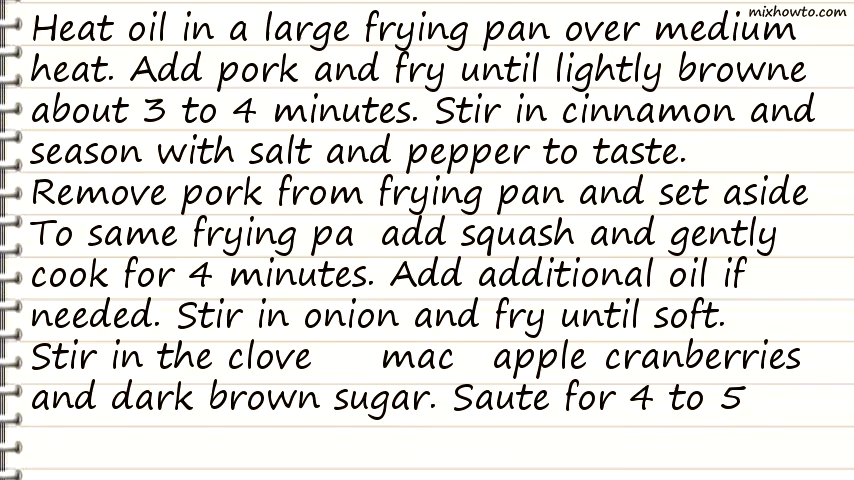 mixhowto.com
Heat oil in a large frying pan over medium
heat. Add pork and fry until lightly browne
about 3 to 4 minutes. Stir in cinnamon and
season with salt and pepper to taste.
Remove pork from frying pan and set aside
To same frying pa add squash and gently
cook for 4 minutes. Add additional oil if
needed. Stir in onion and fry until soft.
Stir in the clove mac apple cranberries
and dark brown sugar. Saute for 4 to 5